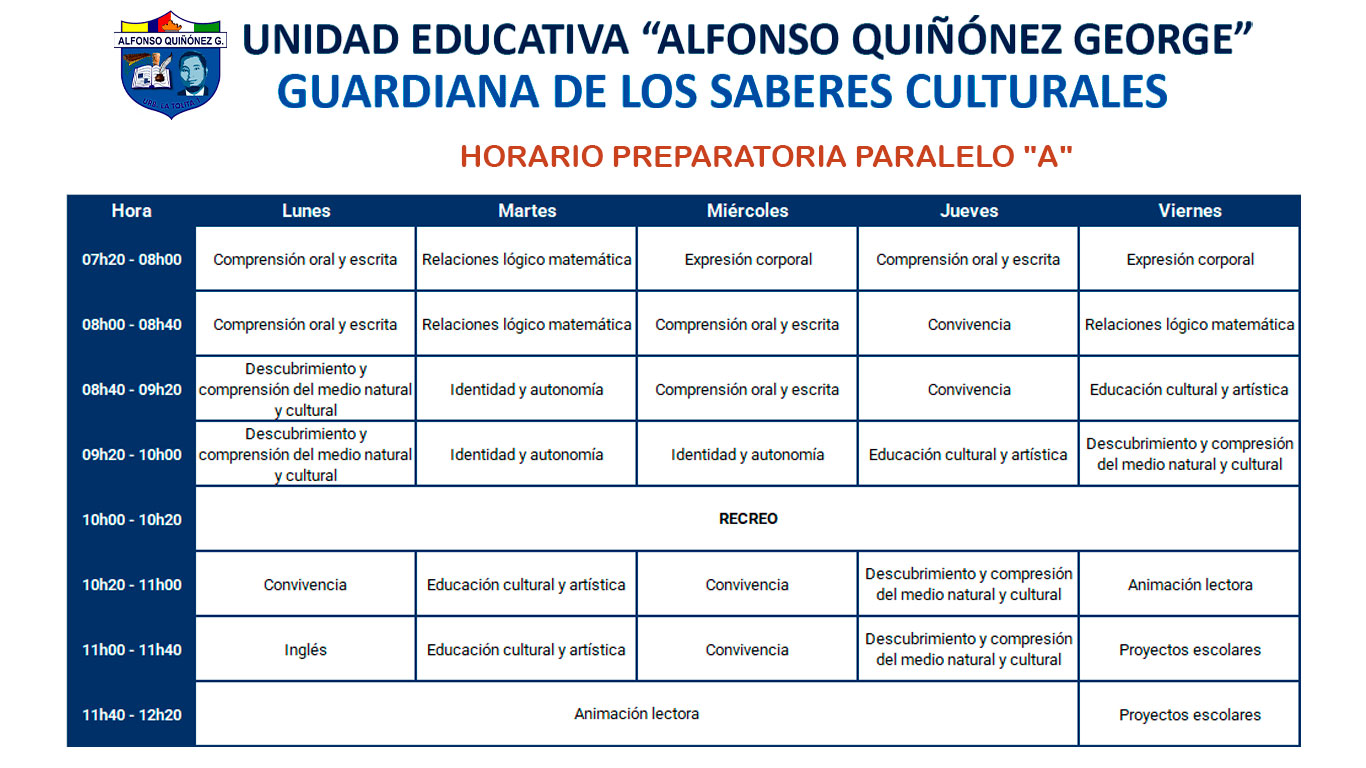 ALFONSO QUIÑÓNEZ G.
UNIDAD EDUCATIVA “ALFONSO QUIÑÓNEZ GEORGE”
GUARDIANA DE LOS SABERES CULTURALES
URB. LA TOLITA 1
HORARIO PREPARATORIA PARALELO "A"
Hora Lunes Martes Miércoles Jueves Viernes
07h20 - 08h00 Comprensión oral y escrita Relaciones lógico matemática Expresión corporal Comprensión oral y escrita Expresión corporal
08h00 - 08h40 Comprensión oral y escrita Relaciones lógico matemática Comprensión oral y escrita Convivencia Relaciones lógico matemática
Descubrimiento y
08h40 - 09h20 comprensión del medio natural Identidad y autonomía Comprensión oral y escrita Convivencia Educación cultural y artística
y cultural
Descubrimiento y
09h20 - 10h00 comprensión del medio natural Identidad y autonomía Identidad y autonomía Educación cultural y artística Descubrimiento y compresión
y cultural del medio natural y cultural
10h00 - 10h20 RECREO
10h20 - 11h00 Convivencia Educación cultural y artística Convivencia Descubrimiento y compresión Animación lectora
del medio natural y cultural
11h00 - 11h40 Inglés Educación cultural y artística Convivencia Descubrimiento y compresión Proyectos escolares
del medio natural y cultural
11h40 - 12h20 Animación lectora Proyectos escolares